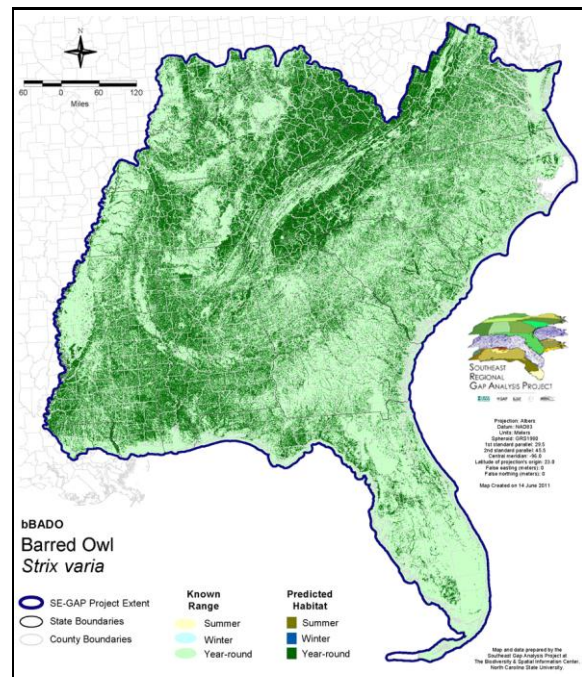 60 0 60 120
Miles
SOUTHEAST
REGIONAL
GAP ANALYSIS PROJECT
Projection: Albers
Datum: NAD83
Units: Meters
Spheroid: GRS1980
1st standard parallel: 29.5
2nd standard parallel: 45.5
Central meridian: -96.0
Latitude of projection's origin: 23.0
False easting (meters): 0
False northing (meters): 0
Map Created on 14 June 2011
bBADO
Barred Owl
Strix varia
SE-GAP Project Extent
State Boundaries
County Boundaries
Known
Range
Summer
Winter
Year-round
Predicted
Habitat
Summer
Winter
Year-round
Map and data prepared by the
Southeast Gap Analysis Project at
The Biodiversity & Spatial Information Center,
North Carolina State University.